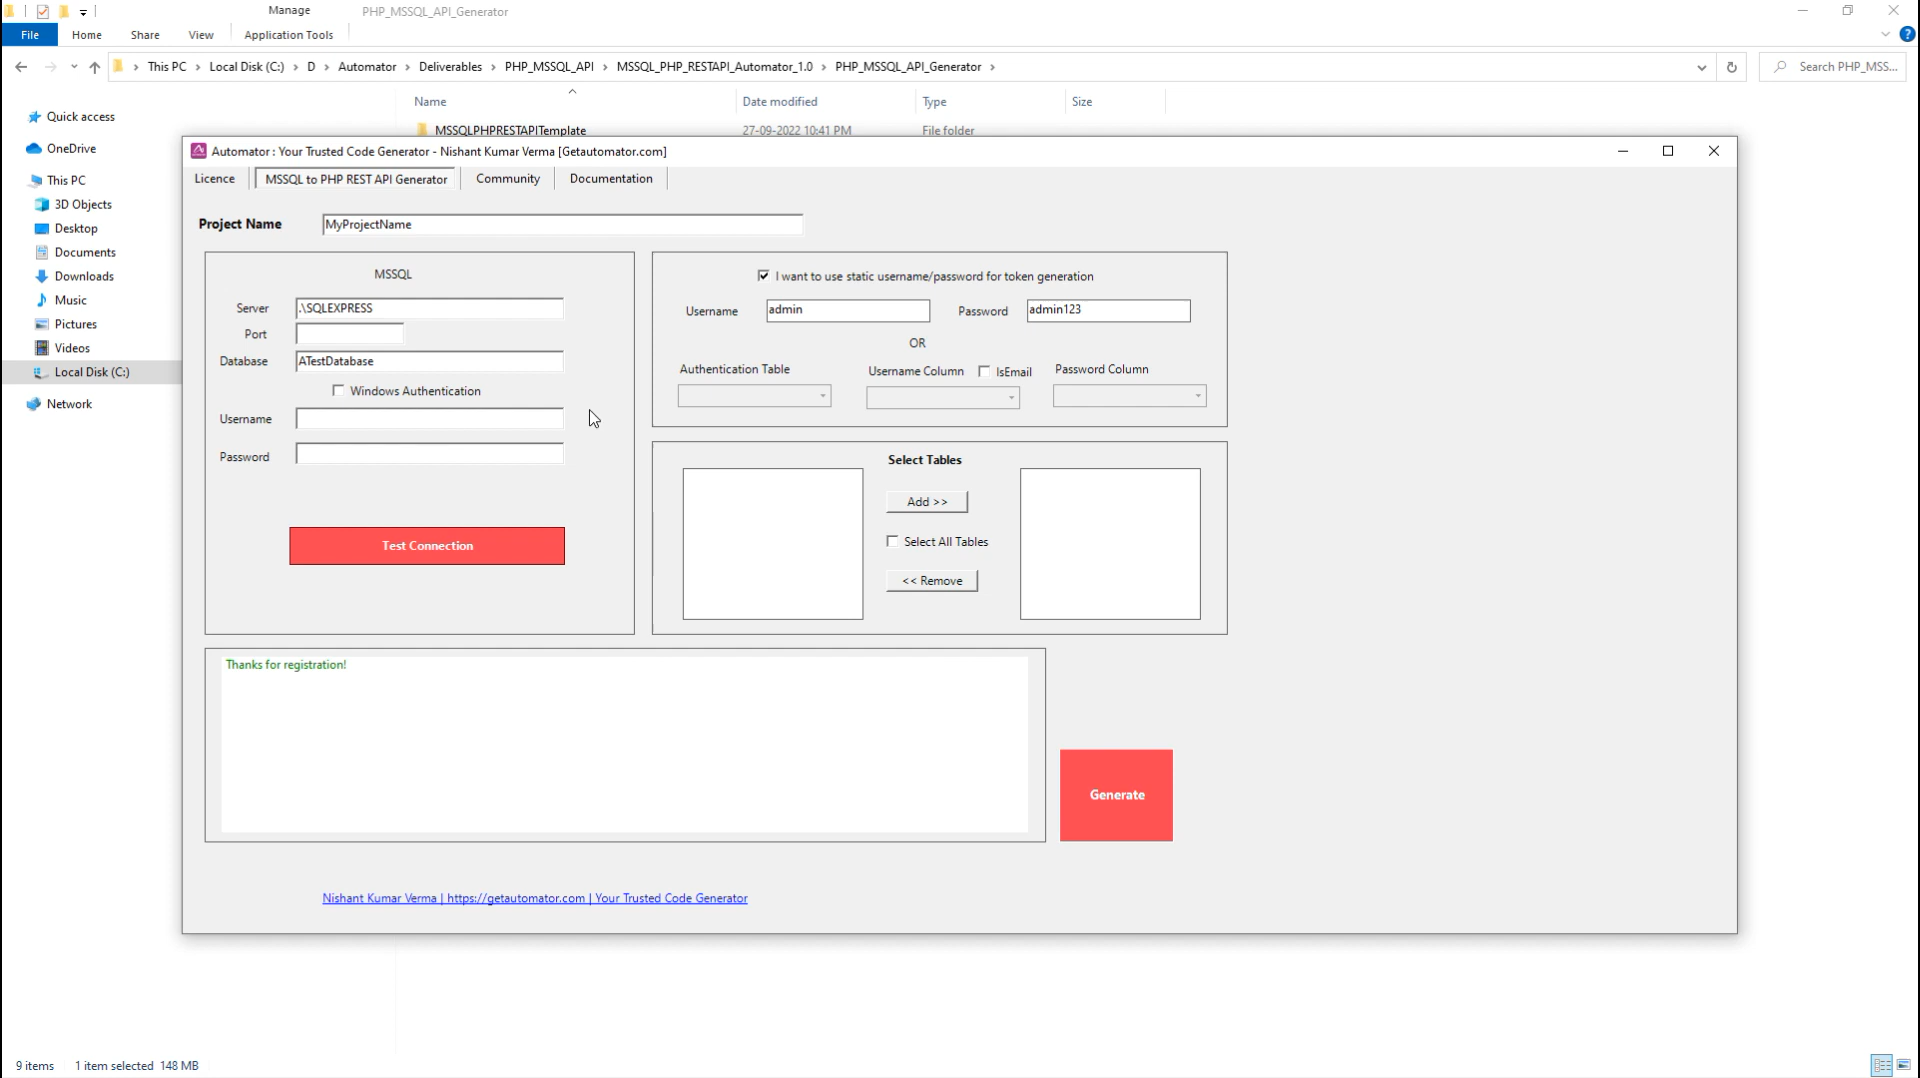 Manage PHP_MSSQL_API_Generator
File Home Share View Application Tools
This PC > Local Disk (C:) > D > Automator > Deliverables > PHP_MSSQL_API > MSSQL_PHP_RESTAPI_Automator_1.0 > PHP_MSSQL_API_Generator >
Search PHP_MSS...
Name Date modified Type Size
MSSQLPHPRESTAPITemplate 27-09-2022 10:41 PM File folder
Quick access
OneDrive
This PC
3D Objects
Desktop
Documents
Downloads
Music
Pictures
Videos
Local Disk (C:)
Network
Automator : Your Trusted Code Generator - Nishant Kumar Verma [Getautomator.com]
Licence MSSQL to PHP REST API Generator Community Documentation
Project Name MyProjectName
MSSQL
Server .\SQLEXPRESS
Port
Database ATestDatabase
Windows Authentication
Username
Password
Test Connection
I want to use static username/password for token generation
Username admin Password admin123
OR
Authentication Table Username Column IsEmail Password Column
Select Tables
Add >>
Select All Tables
<< Remove
Thanks for registration!
Generate
Nishant Kumar Verma | https://getautomator.com | Your Trusted Code Generator
9 items 1 item selected 148 MB